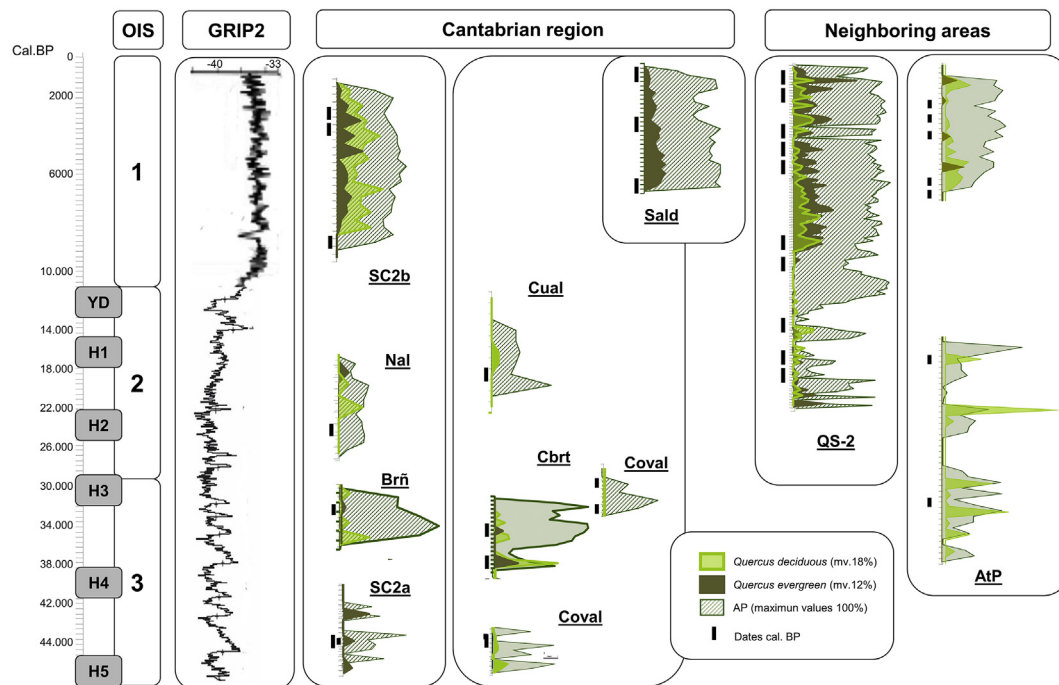 OIS
GRIP2
Cantabrian region
Neighboring areas
Cal.BP
-40
-33
0
2000
6000
10.000
14.000
18.000
22.000
26.000
30.000
34.000
38.000
42.000
44.000
YD
H1
H2
H3
H4
H5
1
2
3
SC2b
Nal
Brñ
SC2a
Sald
Cual
Cbrt
Coval
Coval
QS-2
AtP
Quercus deciduous (mv.18%)
Quercus evergreen (mv.12%)
AP (maximun values 100%)
Dates cal. BP